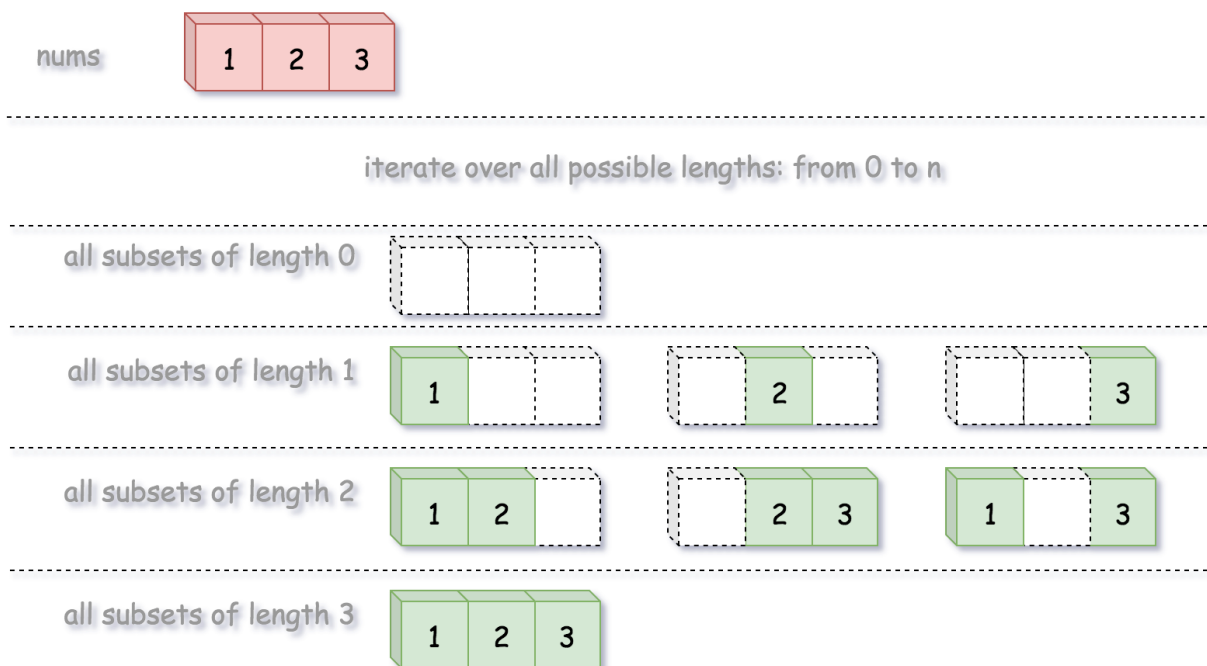 nums 1 2 3
iterate over all possible lengths: from 0 to n
all subsets of length 0
all subsets of length 1 1 2 3
all subsets of length 2 1 2 2 3 1 3
all subsets of length 3 1 2 3